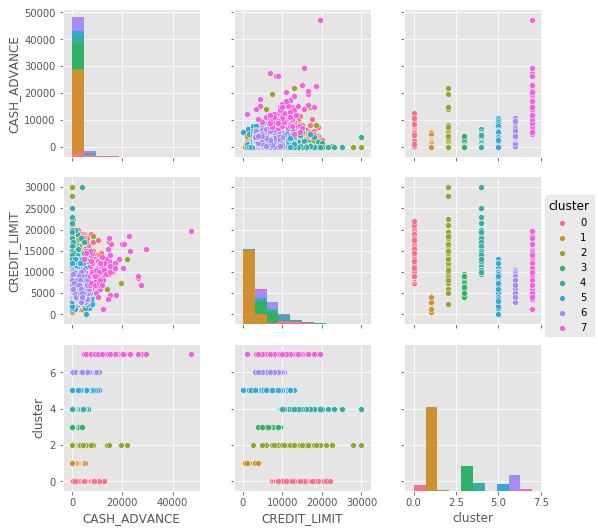 50000
40000
30000
20000
10000
0
CASH_ADVANCE
30000
25000
20000
15000
10000
5000
0
CREDIT_LIMIT
cluster
0
1
2
3
4
5
6
7
6
4
2
0
cluster
0 20000 40000
0 10000 20000 30000
0.0 2.5 5.0 7.5
CASH_ADVANCE
CREDIT_LIMIT
cluster